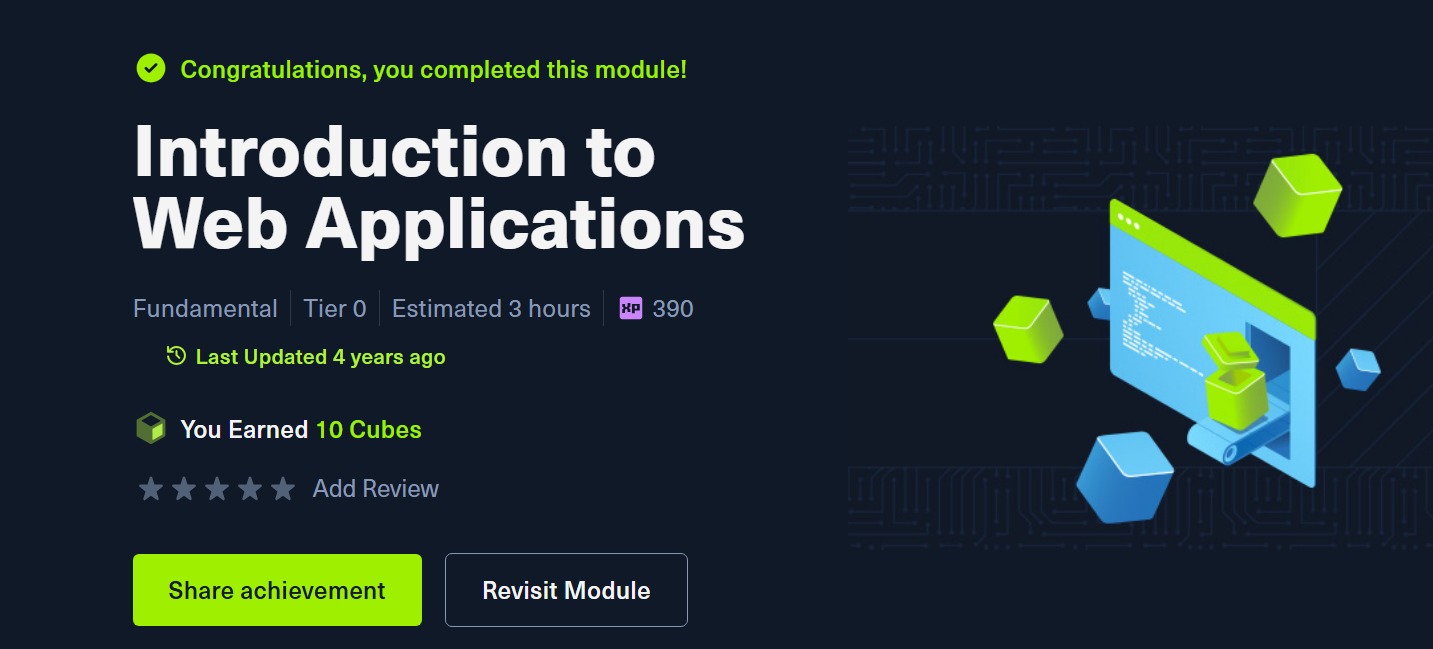 Congratulations, you completed this module!
Introduction to
Web Applications
Fundamental
Tier 0
Estimated 3 hours
XP 390
Last Updated 4 years ago
You Earned 10 Cubes
Add Review
Share achievement
Revisit Module